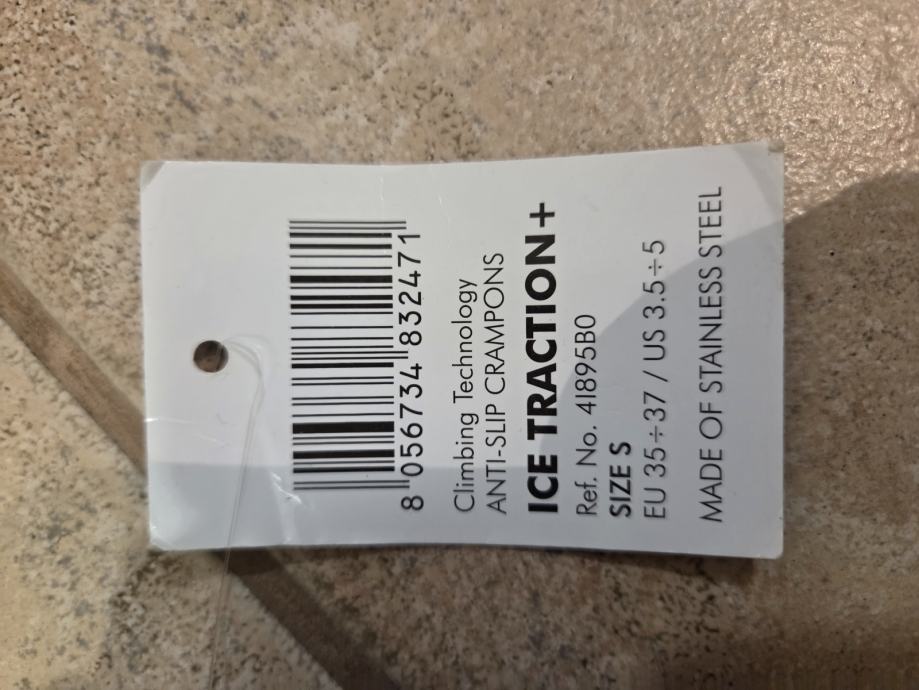 8 056734 832471
Climbing Technology
ANTI-SLIP CRAMPONS
ICE TRACTION+
Ref. No. 4I895B0
SIZE S
EU 35÷37 / US 3.5÷5
MADE OF STAINLESS STEEL